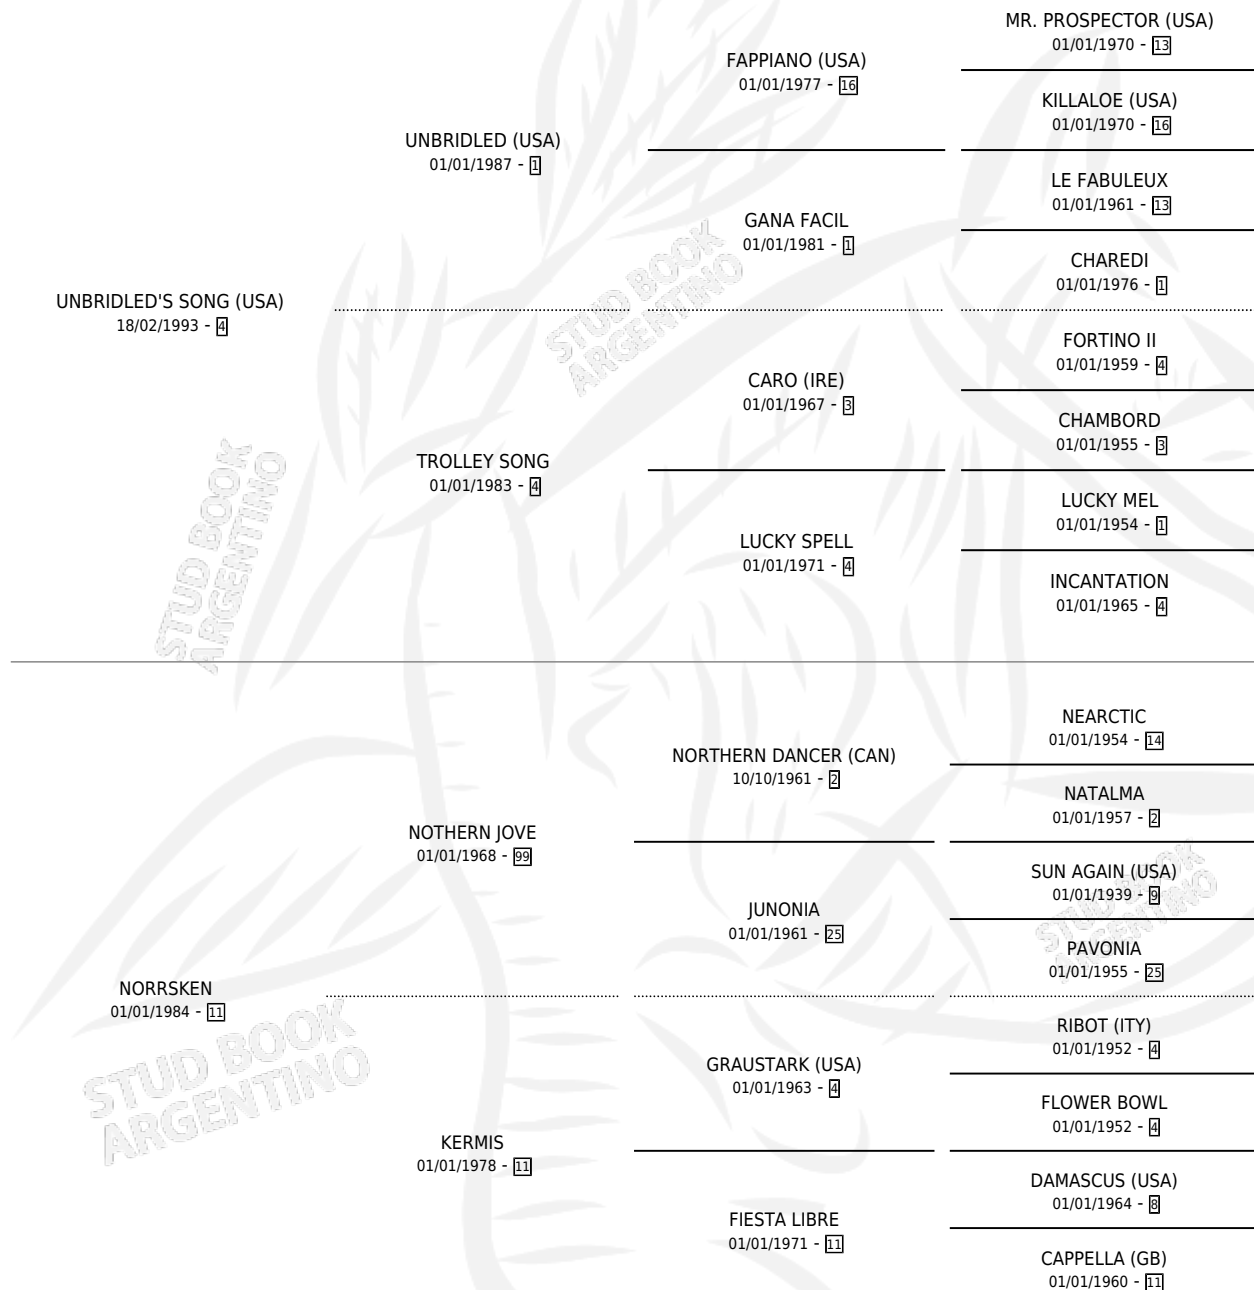 MR. PROSPECTOR (USA)
01/01/1970 - 13
FAPPIANO (USA)
01/01/1977 - 16
KILLALOE (USA)
01/01/1970 - 16
UNBRIDLED (USA)
01/01/1987 - 1
LE FABULEUX
01/01/1961 - 13
GANA FACIL
01/01/1981 - 1
CHAREDI
01/01/1976 - 1
UNBRIDLED'S SONG (USA)
18/02/1993 - 4
FORTINO II
01/01/1959 - 4
CARO (IRE)
01/01/1967 - 3
CHAMBORD
01/01/1955 - 3
TROLLEY SONG
01/01/1983 - 4
LUCKY MEL
01/01/1954 - 1
LUCKY SPELL
01/01/1971 - 4
INCANTATION
01/01/1965 - 4
NEARCTIC
01/01/1954 - 14
NORTHERN DANCER (CAN)
10/10/1961 - 2
NATALMA
01/01/1957 - 2
NOTHERN JOVE
01/01/1968 - 99
SUN AGAIN (USA)
01/01/1939 - 9
JUNONIA
01/01/1961 - 25
PAVONIA
01/01/1955 - 25
NORRSKEN
01/01/1984 - 11
RIBOT (ITY)
01/01/1952 - 4
GRAUSTARK (USA)
01/01/1963 - 4
FLOWER BOWL
01/01/1952 - 4
KERMIS
01/01/1978 - 11
DAMASCUS (USA)
01/01/1964 - 8
FIESTA LIBRE
01/01/1971 - 11
CAPPELLA (GB)
01/01/1960 - 11
STUD BOOK
ARGENTINO
STUD BOOK
ARGENTINO
STUD BOOK
ARGENTINO
STUD BOOK
ARGENTINO